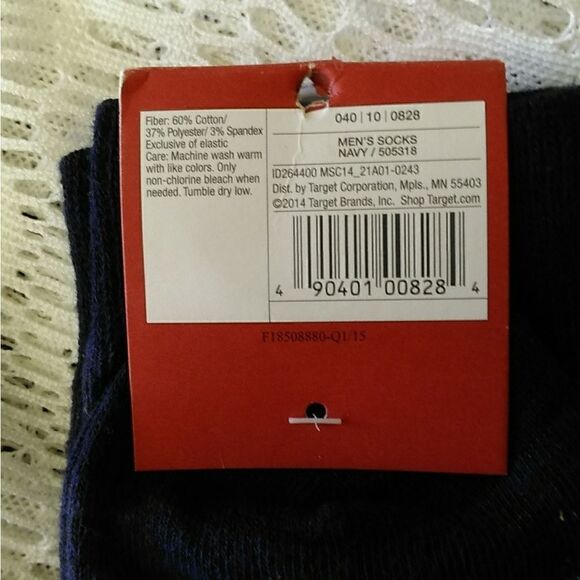 Fiber: 60% Cotton/
37% Polyester/ 3% Spandex
Exclusive of elastic
Care: Machine wash warm
with like colors. Only
non-chlorine bleach when
needed. Tumble dry low.
040 | 10 | 0828
MEN'S SOCKS
NAVY / 505318
ID264400 MSC14_21A01-0243
Dist. by Target Corporation, Mpls., MN 55403
©2014 Target Brands, Inc. Shop Target.com
4 90401 00828 4
F18508880-Q1/15